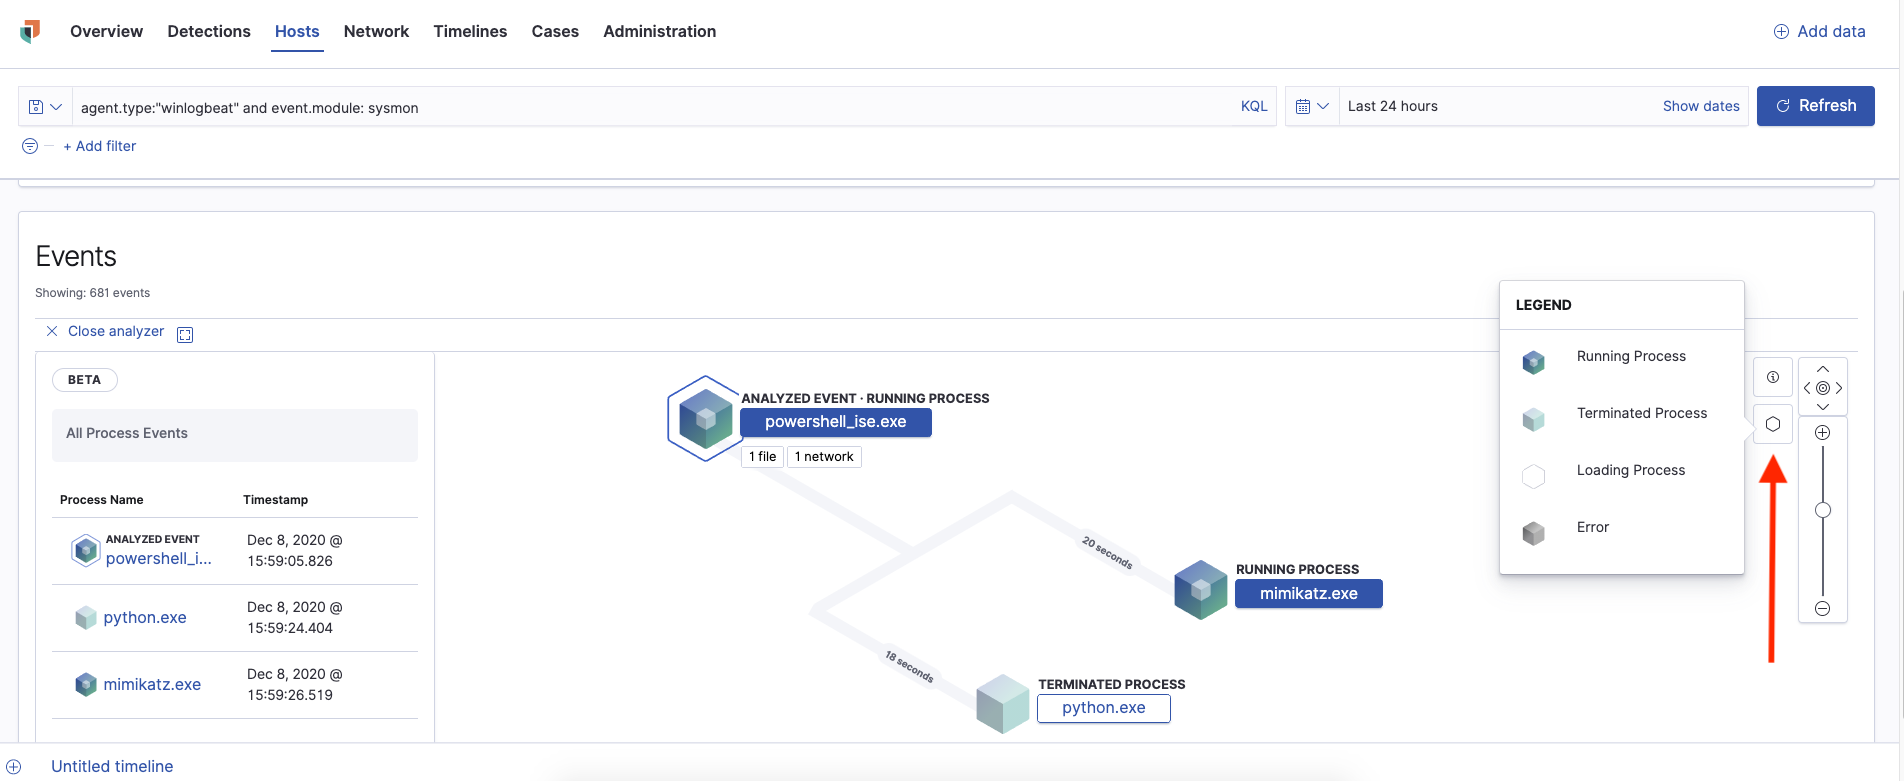 Overview Detections Hosts Network Timelines Cases Administration Add data
agent.type:"winlogbeat" and event.module: sysmon KQL Last 24 hours Show dates Refresh
+ Add filter
Events
Showing: 681 events
Close analyzer
BETA
All Process Events
Process Name Timestamp
ANALYZED EVENT
powershell_i...
Dec 8, 2020 @
15:59:05.826
python.exe
Dec 8, 2020 @
15:59:24.404
mimikatz.exe
Dec 8, 2020 @
15:59:26.519
ANALYZED EVENT · RUNNING PROCESS
powershell_ise.exe
1 file 1 network
20 seconds
RUNNING PROCESS
mimikatz.exe
18 seconds
TERMINATED PROCESS
python.exe
LEGEND
Running Process
Terminated Process
Loading Process
Error
Untitled timeline